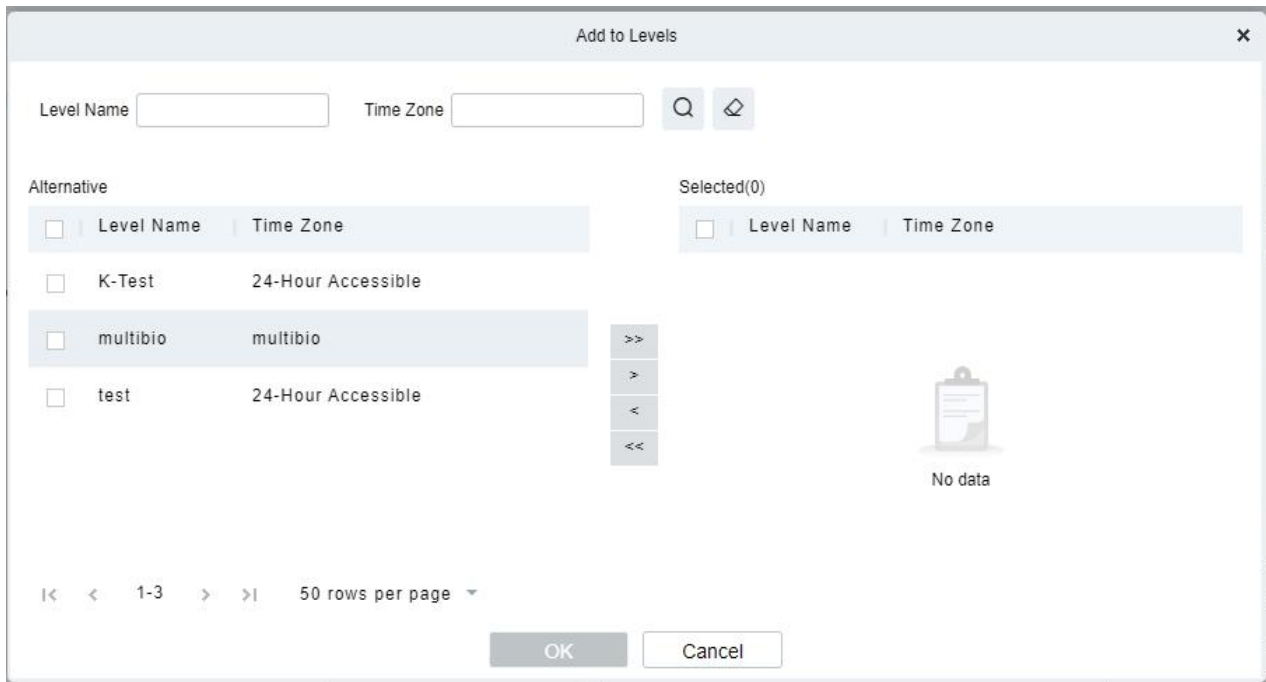 Add to Levels ×
Level Name Time Zone
Alternative Selected(0)
Level Name Time Zone Level Name Time Zone
K-Test 24-Hour Accessible
multibio multibio
>>
>
test 24-Hour Accessible
<
<<
No data
|< < 1-3 > >| 50 rows per page
OK Cancel